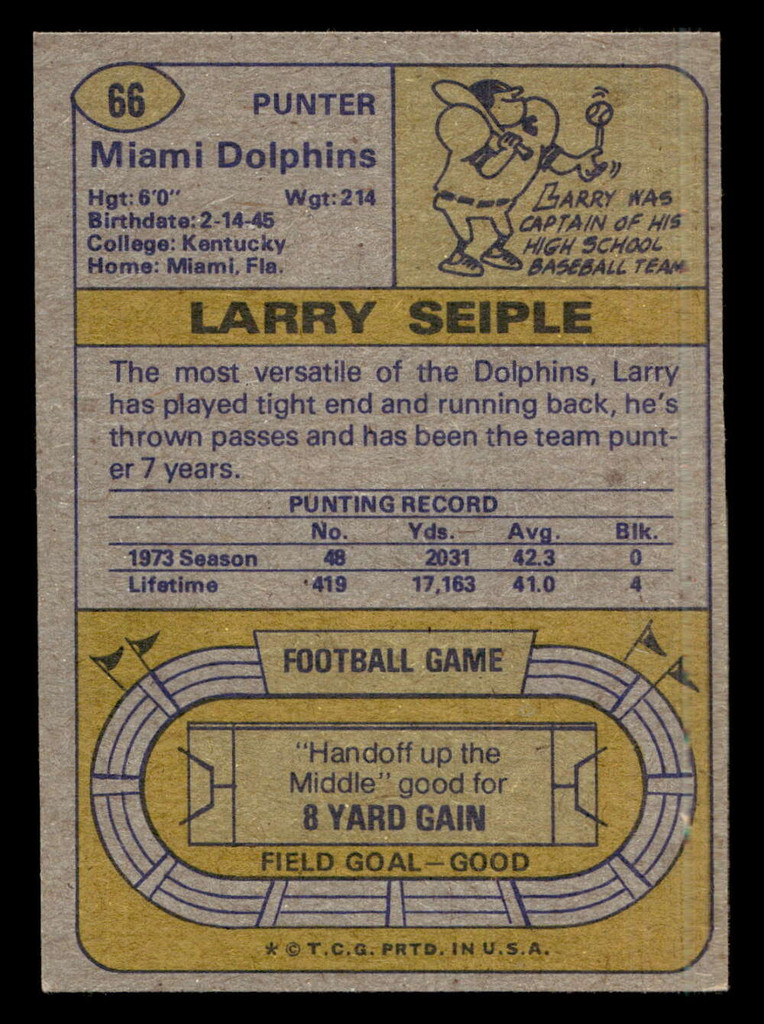 66
PUNTER
Miami Dolphins
Hgt: 6'0" Wgt: 214
Birthdate: 2-14-45
College: Kentucky
Home: Miami, Fla.
LARRY WAS
CAPTAIN OF HIS
HIGH SCHOOL
BASEBALL TEAM
LARRY SEIPLE
The most versatile of the Dolphins, Larry
has played tight end and running back, he's
thrown passes and has been the team punt-
er 7 years.
PUNTING RECORD
No. Yds. Avg. Blk.
1973 Season 48 2031 42.3 0
Lifetime 419 17,163 41.0 4
FOOTBALL GAME
"Handoff up the
Middle" good for
8 YARD GAIN
FIELD GOAL—GOOD
* © T.C.G. PRTD. IN U.S.A.